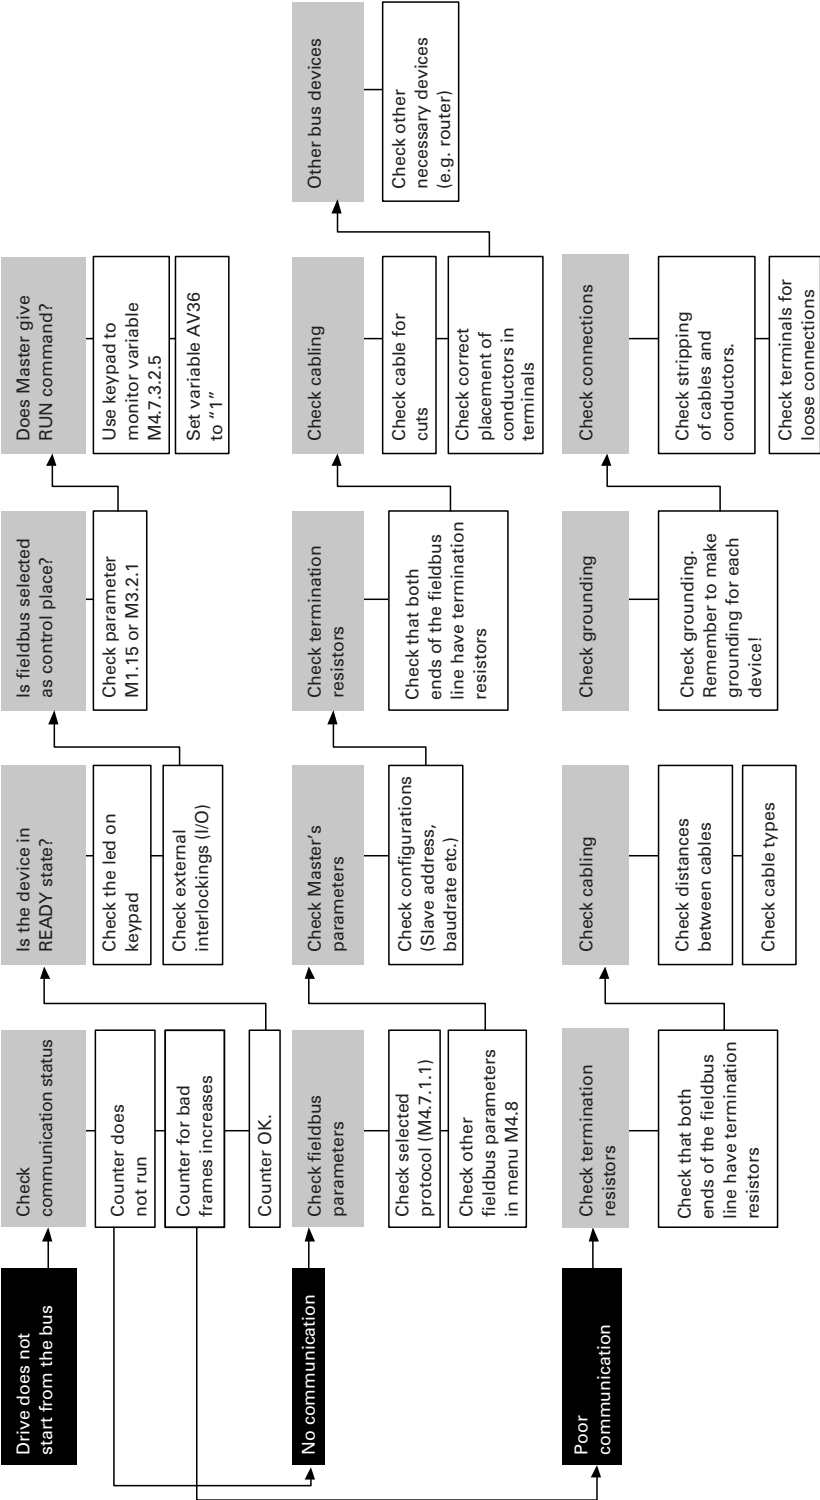 Drive does not
start from the bus
Check
communication status
Counter does
not run
Counter for bad
frames increases
Counter OK.
Is the device in
READY state?
Check the led on
keypad
Check external
interlockings (I/O)
Is fieldbus selected
as control place?
Check parameter
M1.15 or M3.2.1
Does Master give
RUN command?
Use keypad to
monitor variable
M4.7.3.2.5
Set variable AV36
to “1”
No communication
Check fieldbus
parameters
Check selected
protocol (M4.7.1.1)
Check other
fieldbus parameters
in menu M4.8
Check Master’s
parameters
Check configurations
(Slave address,
baudrate etc.)
Check termination
resistors
Check that both
ends of the fieldbus
line have termination
resistors
Check cabling
Check cable for
cuts
Check correct
placement of
conductors in
terminals
Other bus devices
Check other
necessary devices
(e.g. router)
Poor
communication
Check termination
resistors
Check that both
ends of the fieldbus
line have termination
resistors
Check cabling
Check distances
between cables
Check cable types
Check grounding
Check grounding.
Remember to make
grounding for each
device!
Check connections
Check stripping
of cables and
conductors.
Check terminals for
loose connections